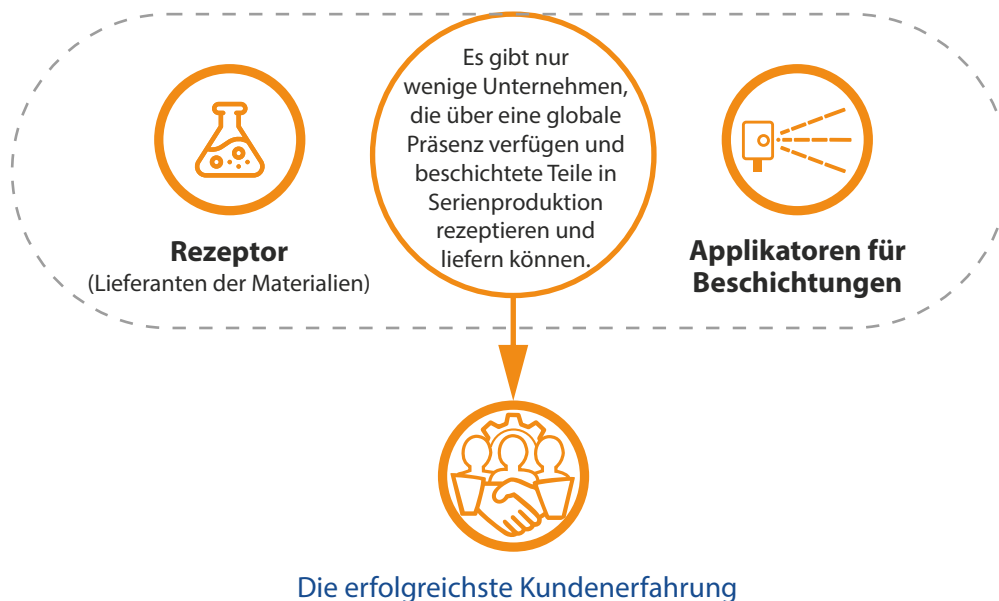 Es gibt nur
wenige Unternehmen,
die über eine globale
Präsenz verfügen und
beschichtete Teile in
Serienproduktion
rezeptieren und
liefern können.
Rezeptor
(Lieferanten der Materialien)
Applikatoren für
Beschichtungen
Die erfolgreichste Kundenerfahrung